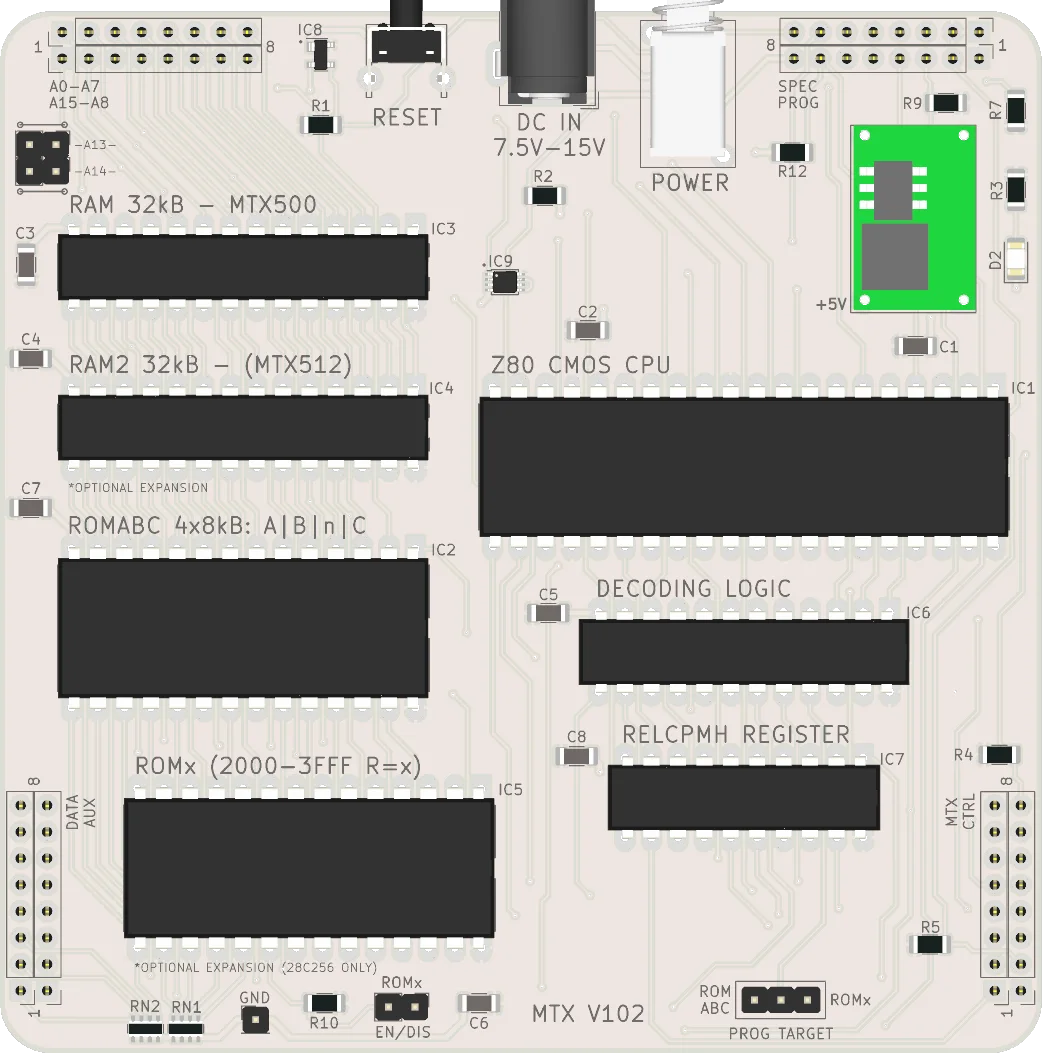 1
8
A0-A7
A15-A8
IC8
R1
RESET
DC IN
7.5V-15V
POWER
8
1
SPEC
PROG
R9
R7
R12
R3
D2
+5V
C1
-A13-
-A14-
RAM 32kB - MTX500
IC3
C3
R2
IC9
C2
C4
RAM2 32kB - (MTX512)
IC4
*OPTIONAL EXPANSION
Z80 CMOS CPU
IC1
C7
ROMABC 4x8kB: A|B|n|C
IC2
C5
DECODING LOGIC
IC6
C8
RELCPMH REGISTER
IC7
R4
ROMx (2000-3FFF R=x)
IC5
8
DATA
AUX
1
8
MTX
CTRL
1
R5
*OPTIONAL EXPANSION (28C256 ONLY)
RN2
RN1
GND
R10
ROMx
EN/DIS
C6
MTX V102
ROM
ABC
ROMx
PROG TARGET